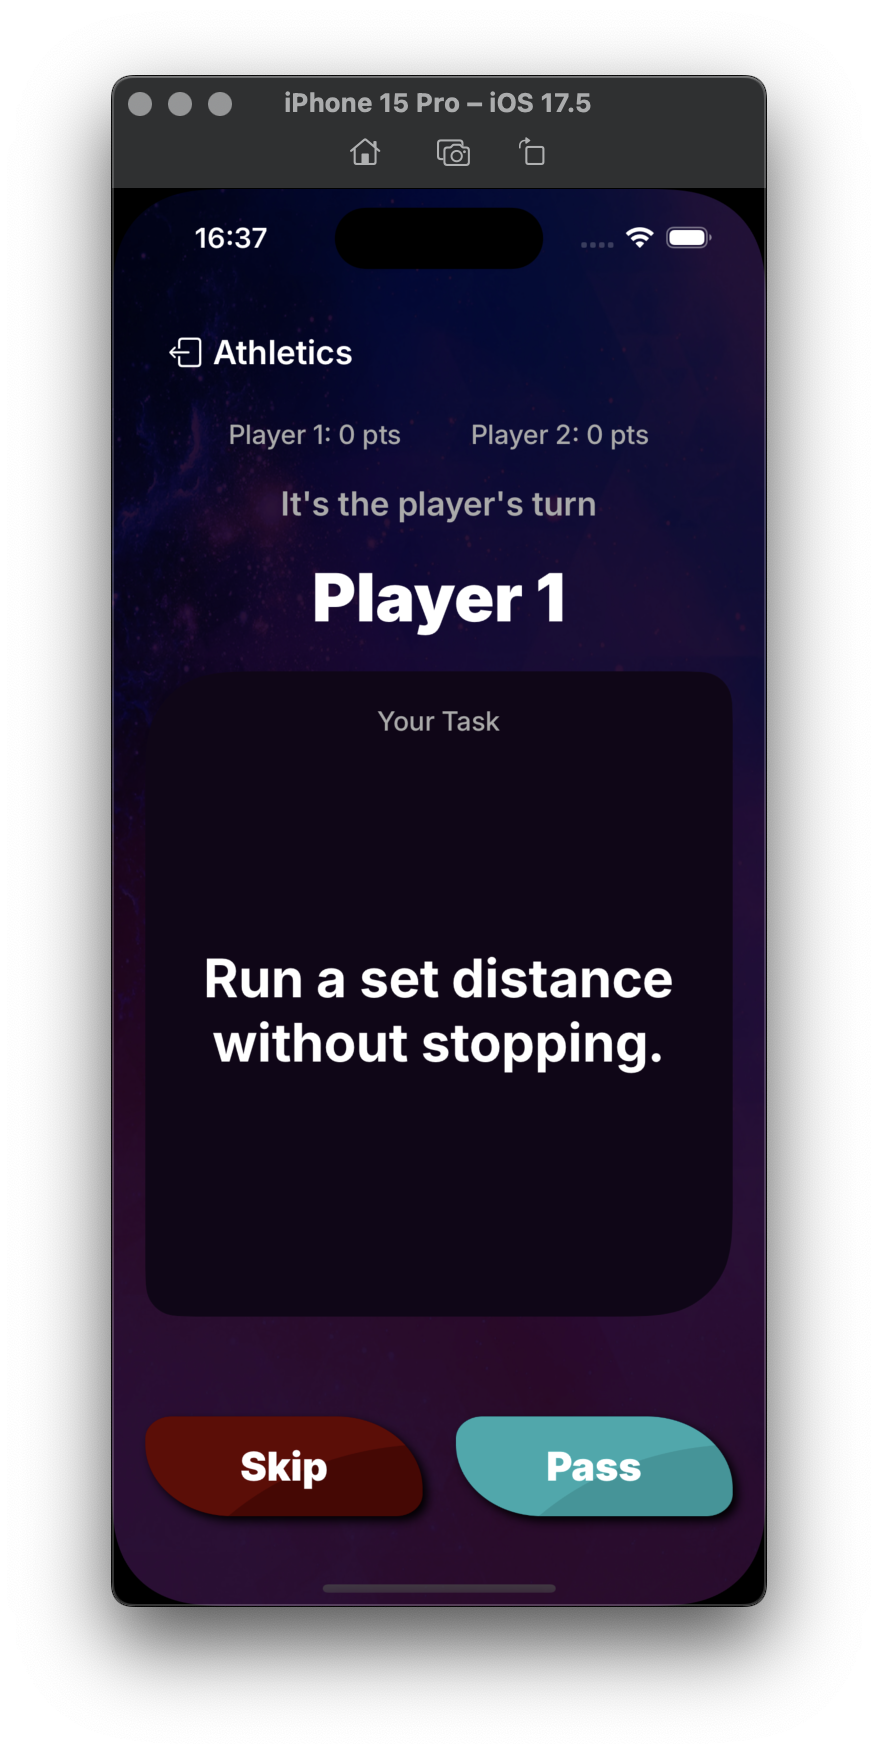 iPhone 15 Pro – iOS 17.5
16:37
Athletics
Player 1: 0 pts Player 2: 0 pts
It's the player's turn
Player 1
Your Task
Run a set distance
without stopping.
Skip Pass